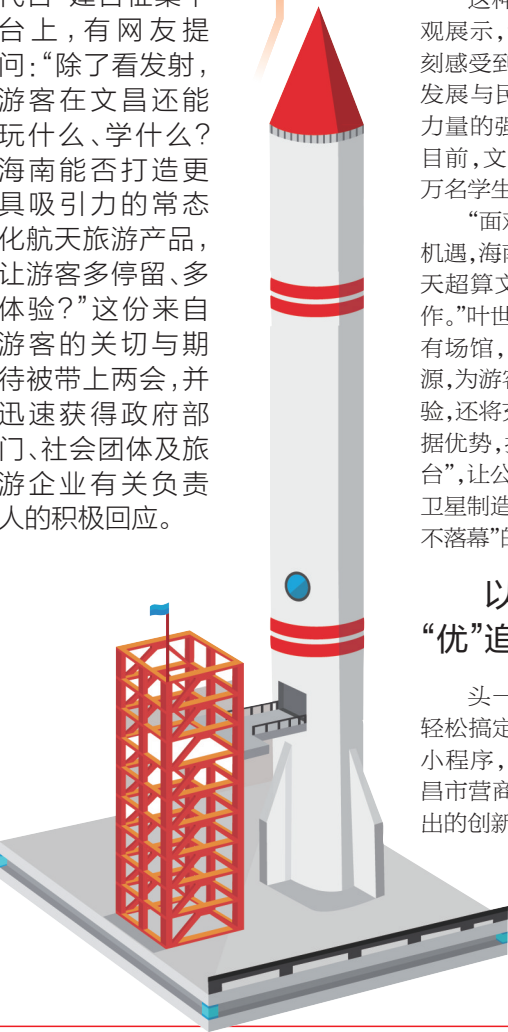 台上，有网友提
问：“除了看发射，
游客在文昌还能
玩什么、学什么？
海南能否打造更
具吸引力的常态
化航天旅游产品，
让游客多停留、多
体验？”这份来自
游客的关切与期
待被带上两会，并
迅速获得政府部
门、社会团体及旅
游企业有关负责
人的积极回应。
观展示，
刻感受到
发展与民
力量的强
目前，文
万名学生
“面对
机遇，海南
天超算文
作。”叶世
有场馆，
源，为游客
验，还将充
据优势，
台”，让公
卫星制造
不落幕”的
以
“优”追
头一
轻松搞定
小程序，
昌市营商
出的创新